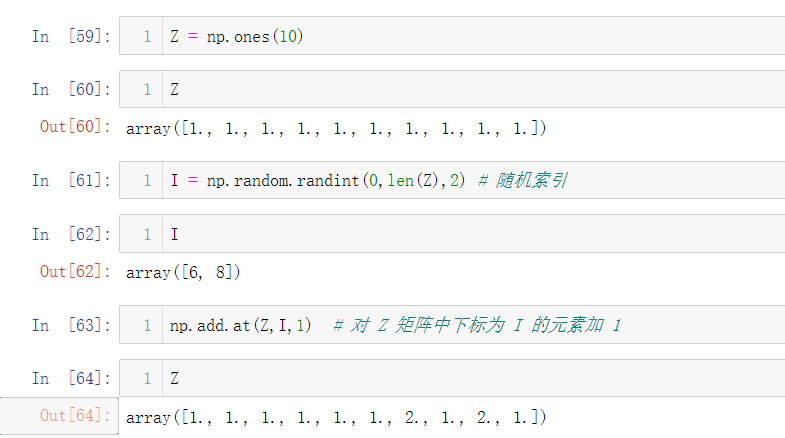 In [59]: 1 Z = np.ones(10)
In [60]: 1 Z
Out[60]: array([1., 1., 1., 1., 1., 1., 1., 1., 1., 1.])
In [61]: 1 I = np.random.randint(0,len(Z),2) # 随机索引
In [62]: 1 I
Out[62]: array([6, 8])
In [63]: 1 np.add.at(Z,I,1) # 对 Z 矩阵中下标为 I 的元素加 1
In [64]: 1 Z
Out[64]: array([1., 1., 1., 1., 1., 1., 2., 1., 2., 1.])